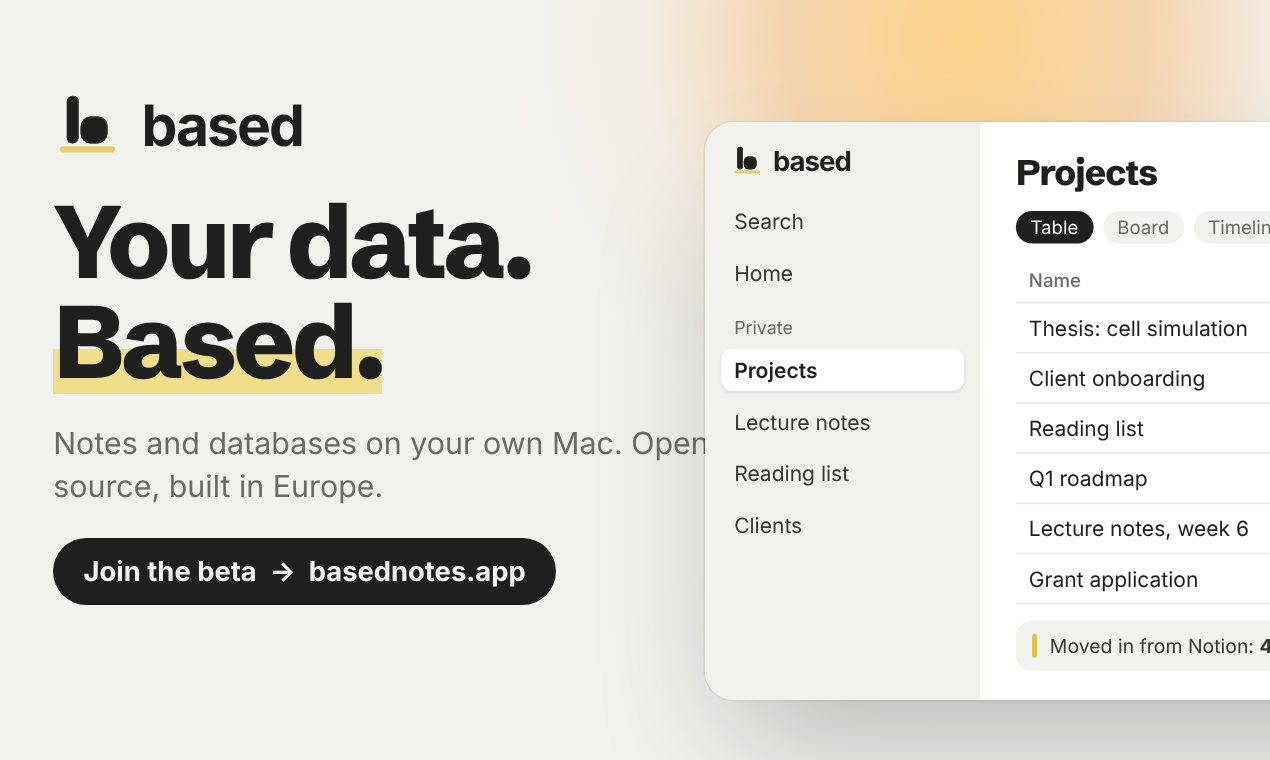 based
Your data.
Based.
Notes and databases on your own Mac. Open
source, built in Europe.
Join the beta → basednotes.app
based
Search
Home
Private
Projects
Lecture notes
Reading list
Clients
Projects
Table Board Timelin
Name
Thesis: cell simulation
Client onboarding
Reading list
Q1 roadmap
Lecture notes, week 6
Grant application
Moved in from Notion: 4